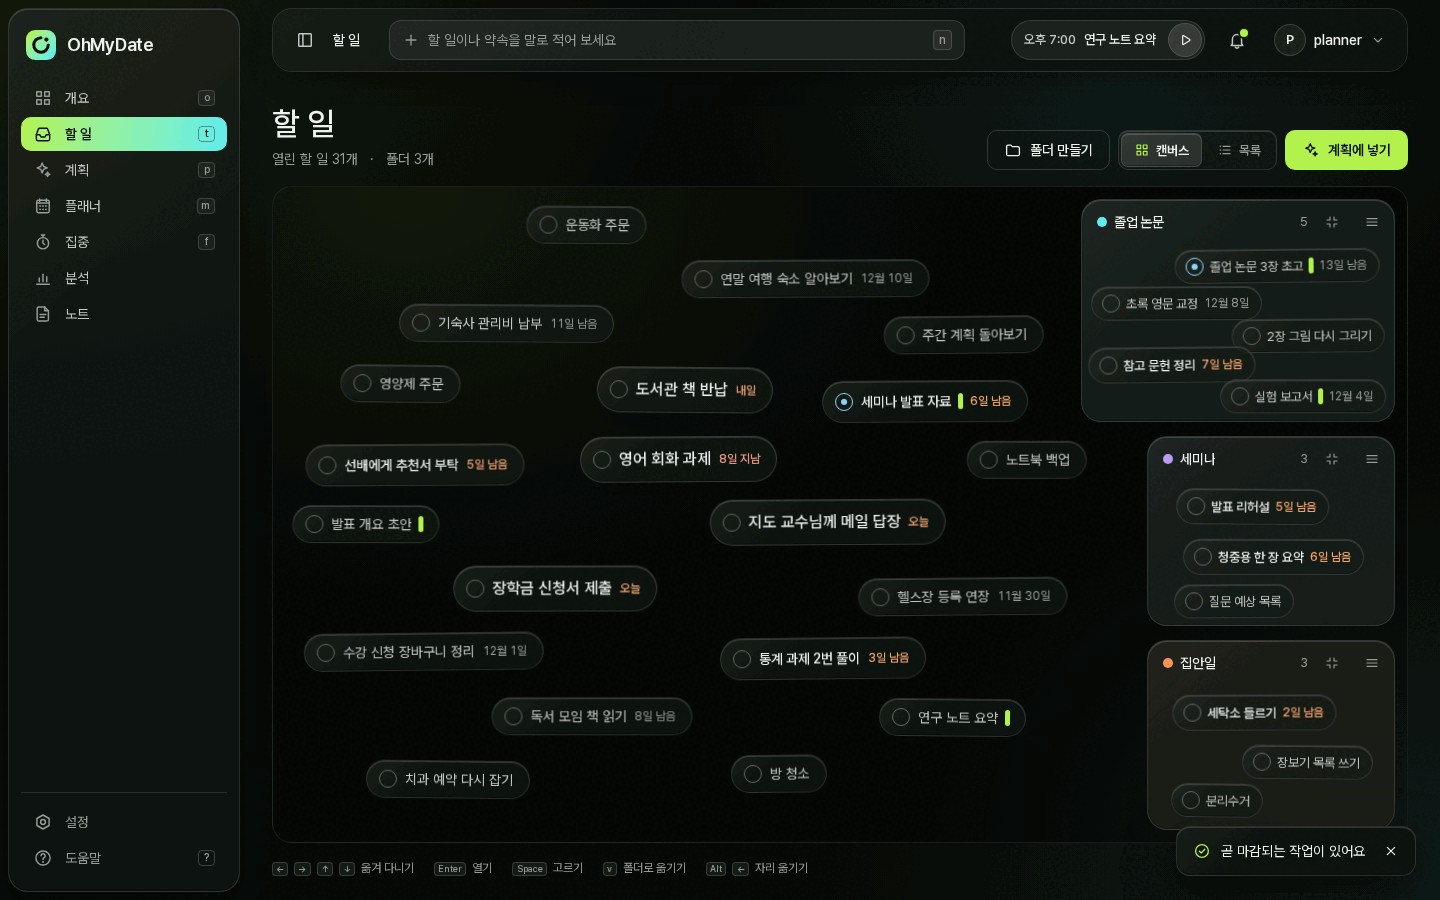 OhMyDate
개요 o
할 일 t
계획 p
플래너 m
집중 f
분석
노트
설정
도움말 ?
할 일
할 일이나 약속을 말로 적어 보세요 n
오후 7:00 연구 노트 요약
P planner
할 일
열린 할 일 31개 · 폴더 3개
폴더 만들기
캔버스
목록
계획에 넣기
운동화 주문
연말 여행 숙소 알아보기 12월 10일
기숙사 관리비 납부 11일 남음
주간 계획 돌아보기
영양제 주문
도서관 책 반납 내일
세미나 발표 자료 6일 남음
선배에게 추천서 부탁 5일 남음
영어 회화 과제 8일 지남
노트북 백업
발표 개요 초안
지도 교수님께 메일 답장 오늘
장학금 신청서 제출 오늘
헬스장 등록 연장 11월 30일
수강 신청 장바구니 정리 12월 1일
통계 과제 2번 풀이 3일 남음
독서 모임 책 읽기 8일 남음
연구 노트 요약
치과 예약 다시 잡기
방 청소
졸업 논문 5
졸업 논문 3장 초고 13일 남음
초록 영문 교정 12월 8일
2장 그림 다시 그리기
참고 문헌 정리 7일 남음
실험 보고서 12월 4일
세미나 3
발표 리허설 5일 남음
청중용 한 장 요약 6일 남음
질문 예상 목록
집안일 3
세탁소 들르기 2일 남음
장보기 목록 쓰기
분리수거
곧 마감되는 작업이 있어요
← → ↑ ↓ 옮겨 다니기 Enter 열기 Space 고르기 v 폴더로 옮기기 Alt ← 자리 옮기기